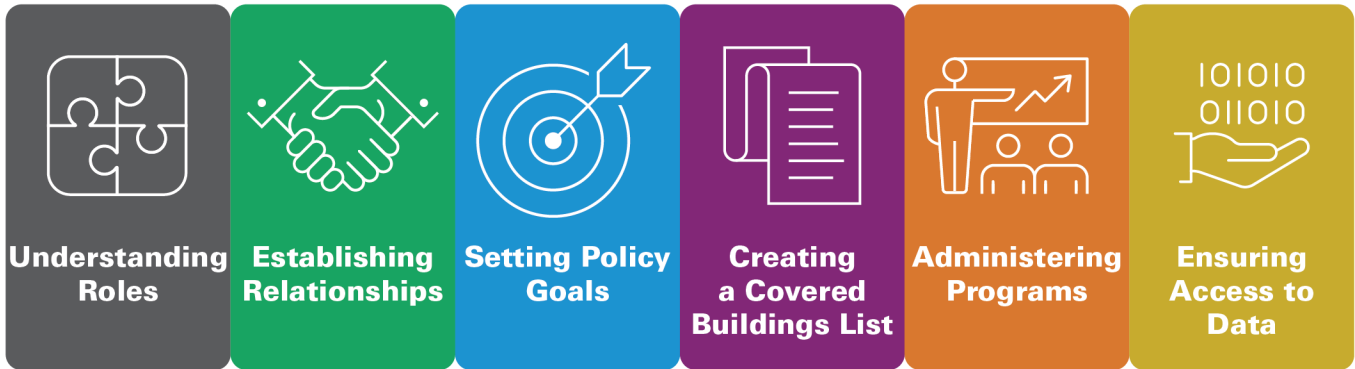 Understanding
Roles
Establishing
Relationships
Setting Policy
Goals
Creating
a Covered
Buildings List
Administering
Programs
101010
011010
Ensuring
Access to
Data